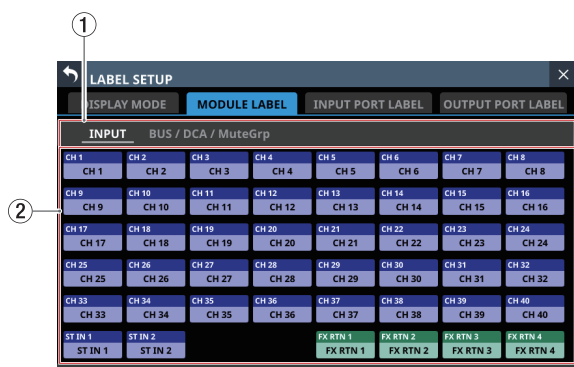 1
LABEL SETUP ×
DISPLAY MODE MODULE LABEL INPUT PORT LABEL OUTPUT PORT LABEL
INPUT BUS / DCA / MuteGrp
2
CH 1 CH 2 CH 3 CH 4 CH 5 CH 6 CH 7 CH 8
CH 1 CH 2 CH 3 CH 4 CH 5 CH 6 CH 7 CH 8
CH 9 CH 10 CH 11 CH 12 CH 13 CH 14 CH 15 CH 16
CH 9 CH 10 CH 11 CH 12 CH 13 CH 14 CH 15 CH 16
CH 17 CH 18 CH 19 CH 20 CH 21 CH 22 CH 23 CH 24
CH 17 CH 18 CH 19 CH 20 CH 21 CH 22 CH 23 CH 24
CH 25 CH 26 CH 27 CH 28 CH 29 CH 30 CH 31 CH 32
CH 25 CH 26 CH 27 CH 28 CH 29 CH 30 CH 31 CH 32
CH 33 CH 34 CH 35 CH 36 CH 37 CH 38 CH 39 CH 40
CH 33 CH 34 CH 35 CH 36 CH 37 CH 38 CH 39 CH 40
ST IN 1 ST IN 2 FX RTN 1 FX RTN 2 FX RTN 3 FX RTN 4
ST IN 1 ST IN 2 FX RTN 1 FX RTN 2 FX RTN 3 FX RTN 4